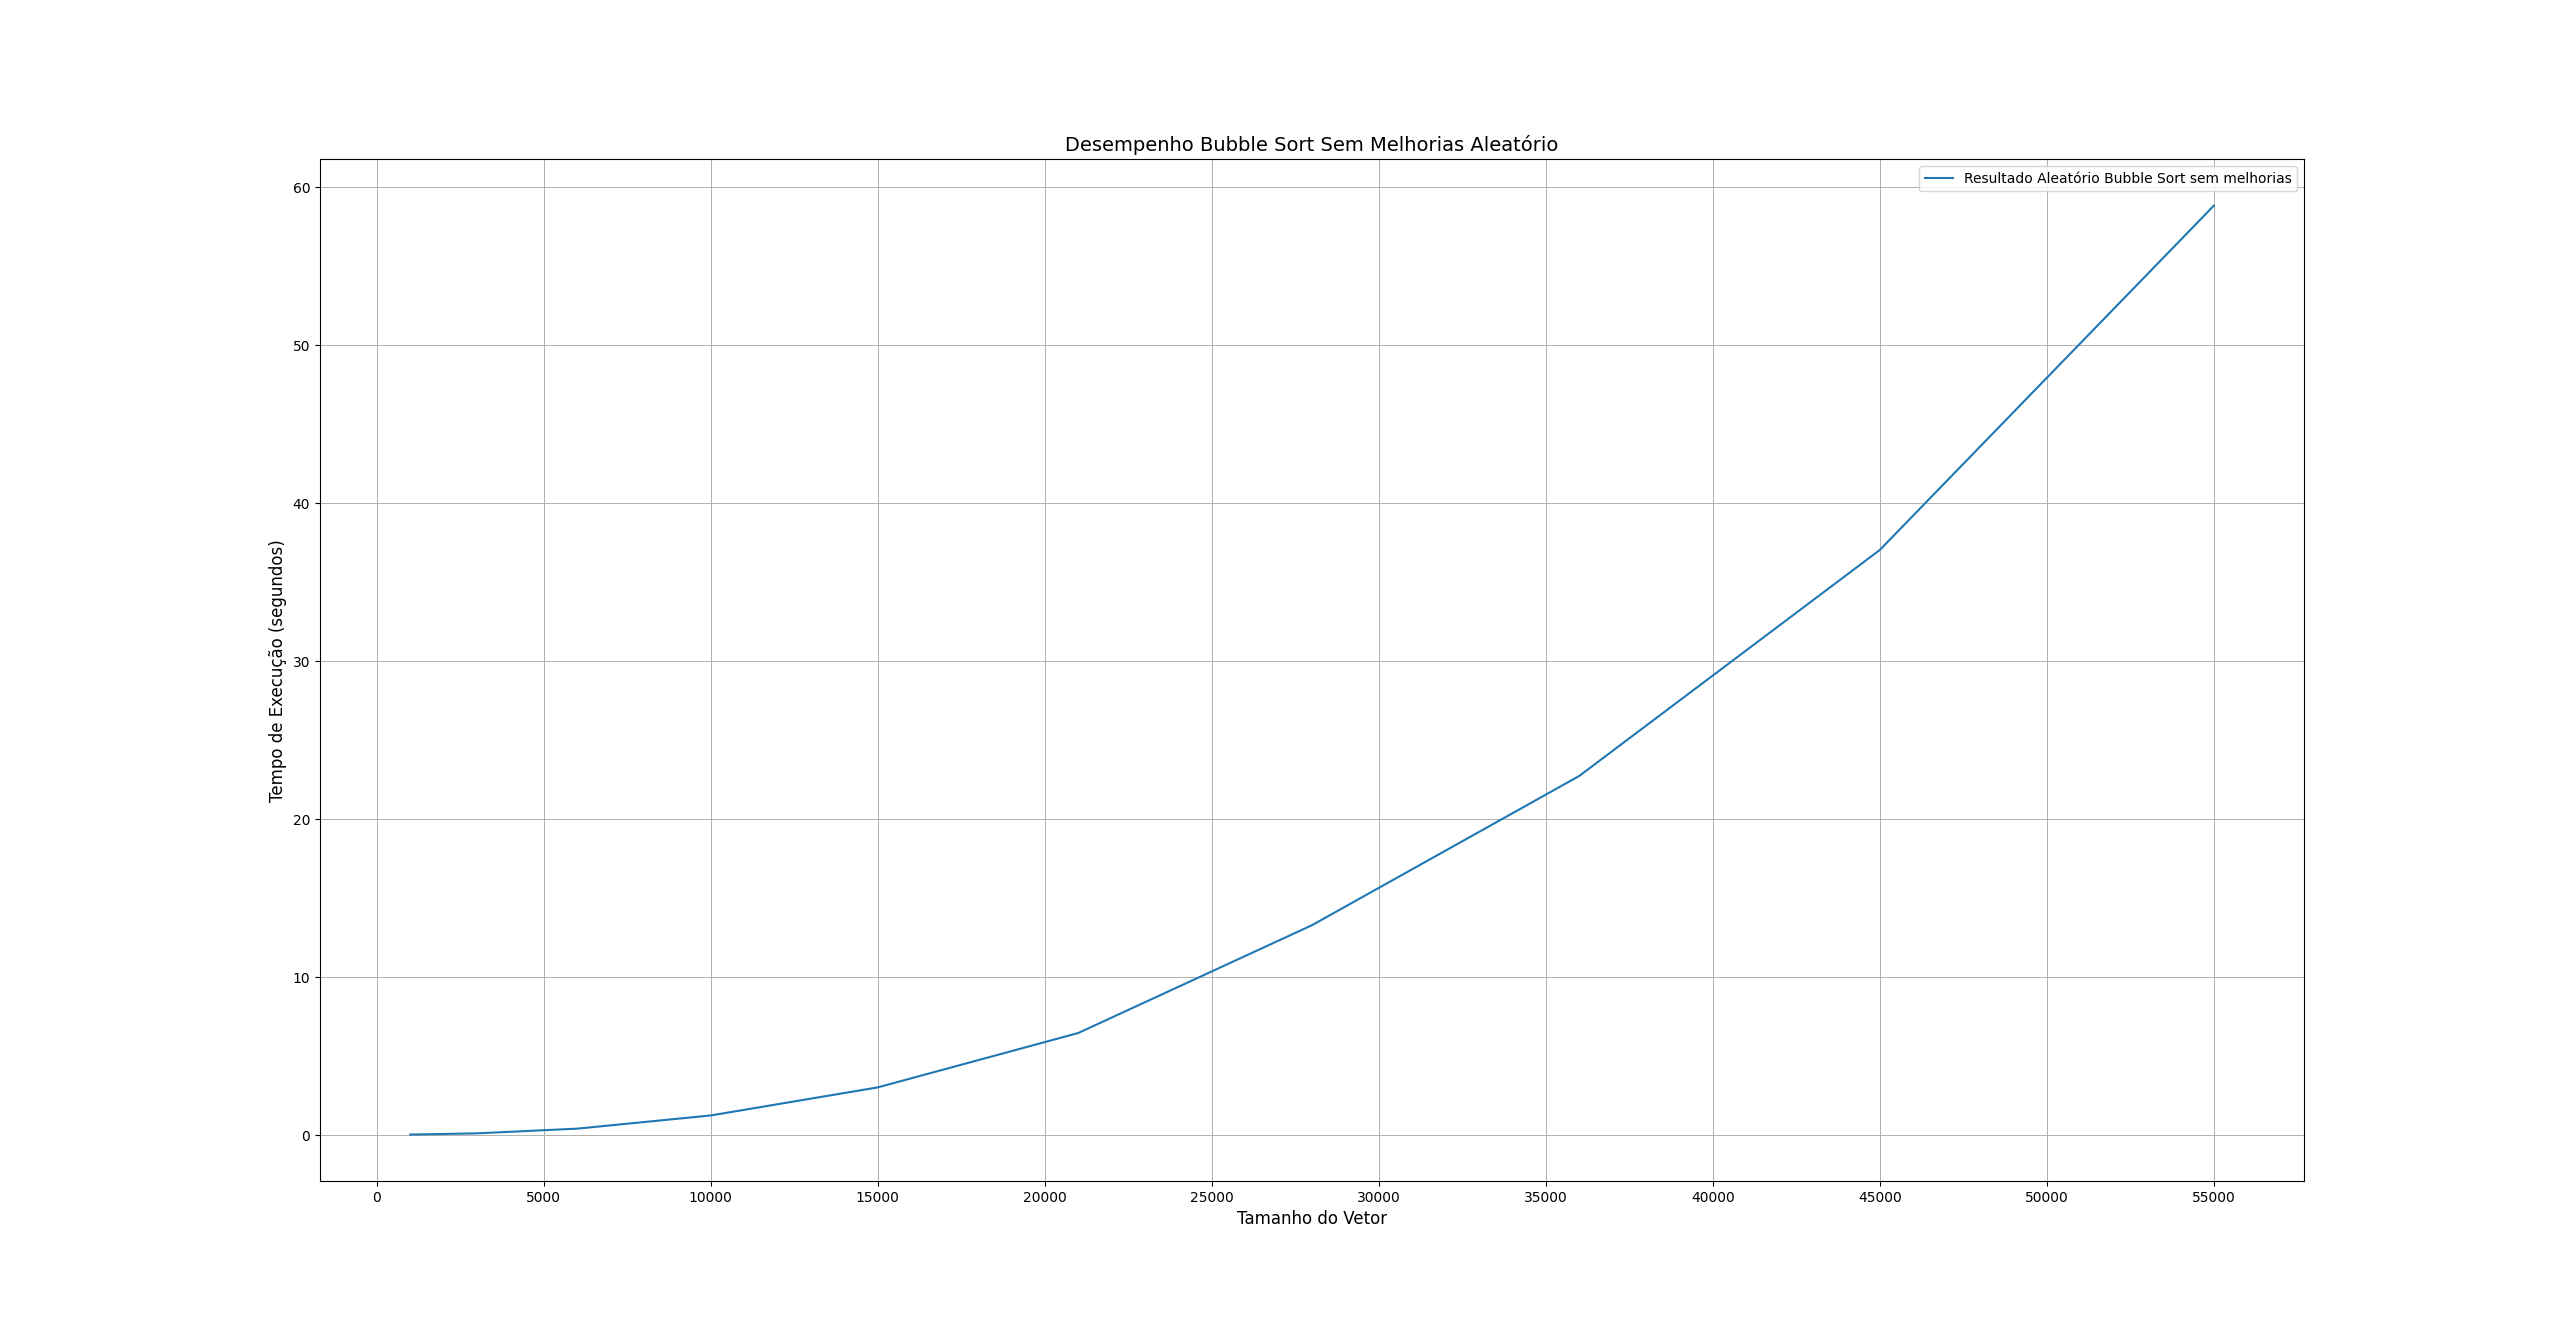 Desempenho Bubble Sort Sem Melhorias Aleatório
Resultado Aleatório Bubble Sort sem melhorias
60
50
40
30
20
10
0
Tempo de Execução (segundos)
0 5000 10000 15000 20000 25000 30000 35000 40000 45000 50000 55000
Tamanho do Vetor